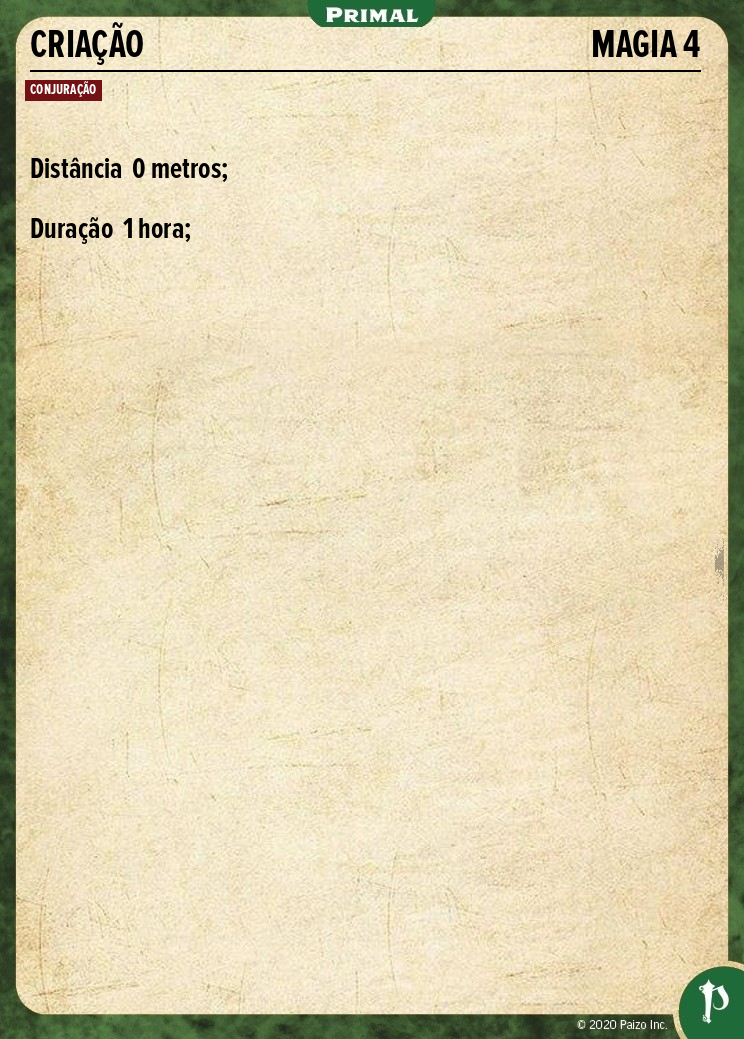 PRIMAL
CRIAÇÃO MAGIA 4
CONJURAÇÃO
Distância 0 metros;
Duração 1 hora;
© 2020 Paizo Inc.